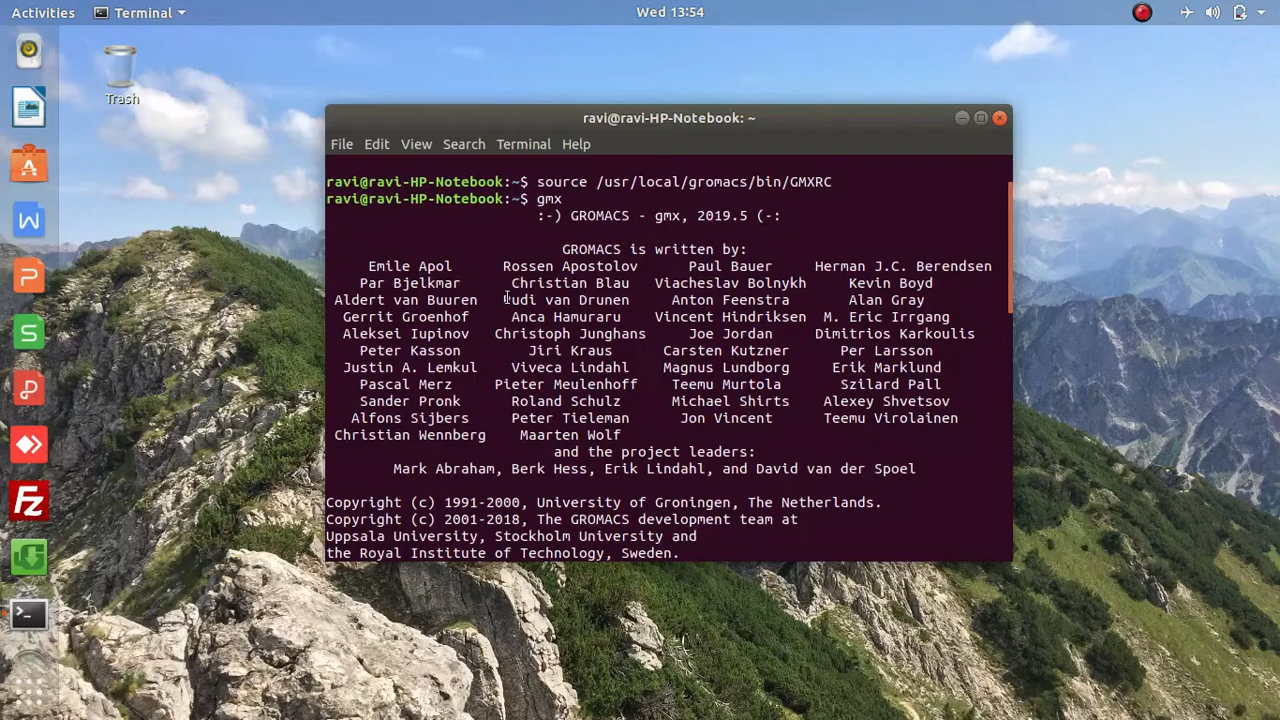 Activities Terminal Wed 13:54
Trash
ravi@ravi-HP-Notebook: ~
File Edit View Search Terminal Help
ravi@ravi-HP-Notebook:~$ source /usr/local/gromacs/bin/GMXRC
ravi@ravi-HP-Notebook:~$ gmx
:-) GROMACS - gmx, 2019.5 (-:
GROMACS is written by:
Emile Apol Rossen Apostolov Paul Bauer Herman J.C. Berendsen
Par Bjelkmar Christian Blau Viacheslav Bolnykh Kevin Boyd
Aldert van Buuren Rudi van Drunen Anton Feenstra Alan Gray
Gerrit Groenhof Anca Hamuraru Vincent Hindriksen M. Eric Irrgang
Aleksei Iupinov Christoph Junghans Joe Jordan Dimitrios Karkoulis
Peter Kasson Jiri Kraus Carsten Kutzner Per Larsson
Justin A. Lemkul Viveca Lindahl Magnus Lundborg Erik Marklund
Pascal Merz Pieter Meulenhoff Teemu Murtola Szilard Pall
Sander Pronk Roland Schulz Michael Shirts Alexey Shvetsov
Alfons Sijbers Peter Tieleman Jon Vincent Teemu Virolainen
Christian Wennberg Maarten Wolf
and the project leaders:
Mark Abraham, Berk Hess, Erik Lindahl, and David van der Spoel
Copyright (c) 1991-2000, University of Groningen, The Netherlands.
Copyright (c) 2001-2018, The GROMACS development team at
Uppsala University, Stockholm University and
the Royal Institute of Technology, Sweden.